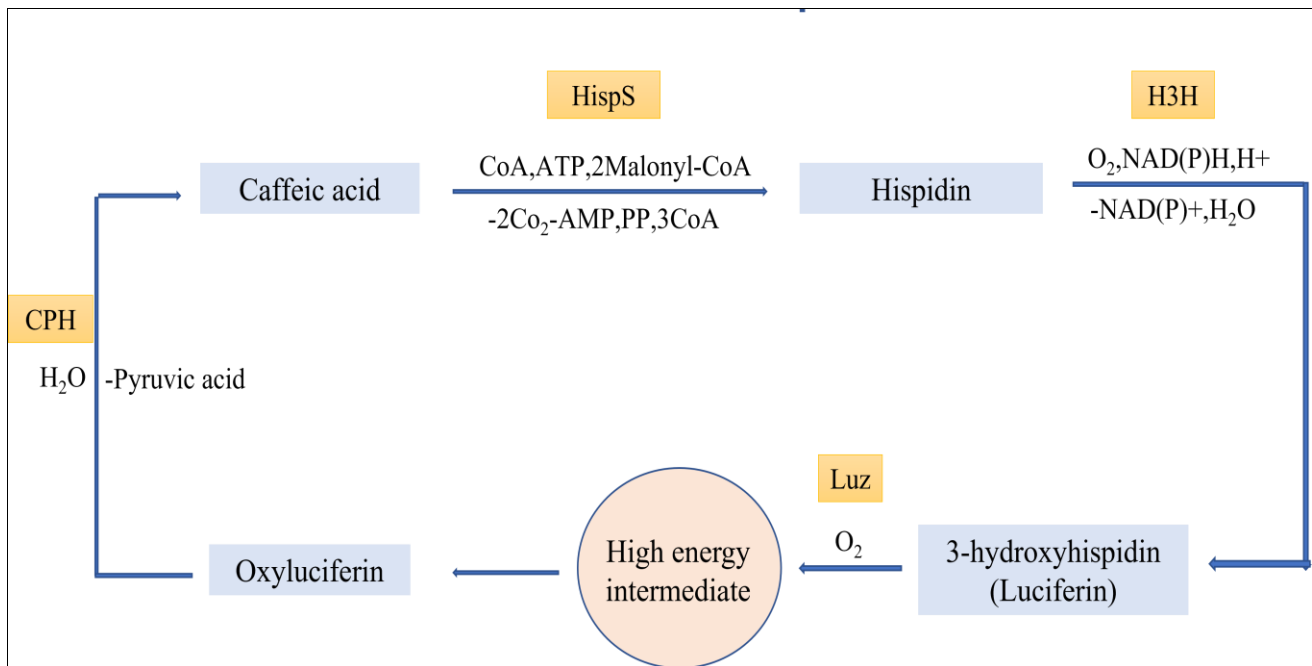 HispS
H3H
CoA,ATP,2Malonyl-CoA
O₂,NAD(P)H,H+
Caffeic acid
Hispidin
-2Co₂-AMP,PP,3CoA
-NAD(P)+,H₂O
CPH
H₂O
-Pyruvic acid
Luz
O₂
High energy
intermediate
Oxyluciferin
3-hydroxyhispidin
(Luciferin)